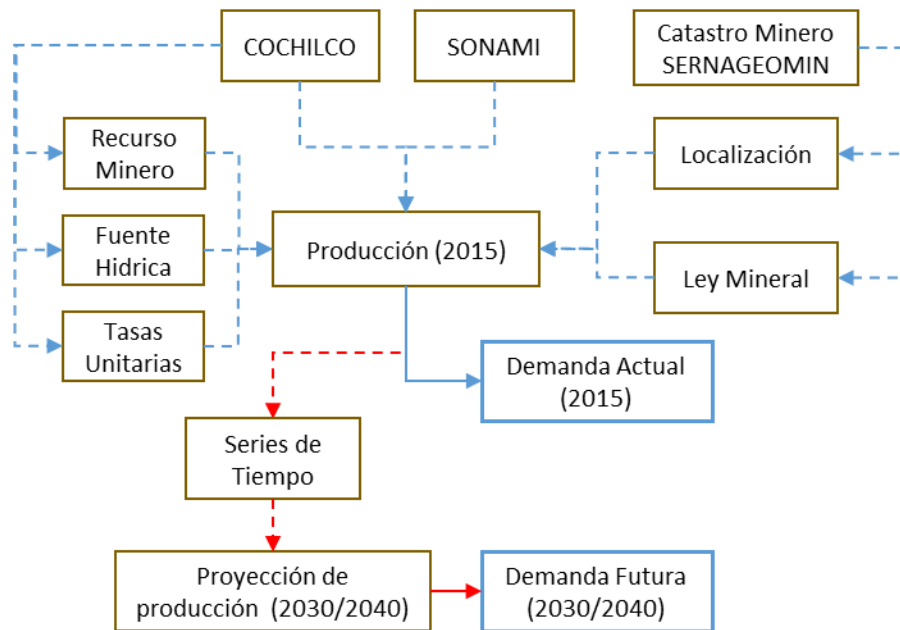 COCHILCO
SONAMI
Catastro Minero
SERNAGEOMIN
Recurso
Minero
Localización
Fuente
Hidrica
Producción (2015)
Ley Mineral
Tasas
Unitarias
Demanda Actual
(2015)
Series de
Tiempo
Proyección de
producción (2030/2040)
Demanda Futura
(2030/2040)